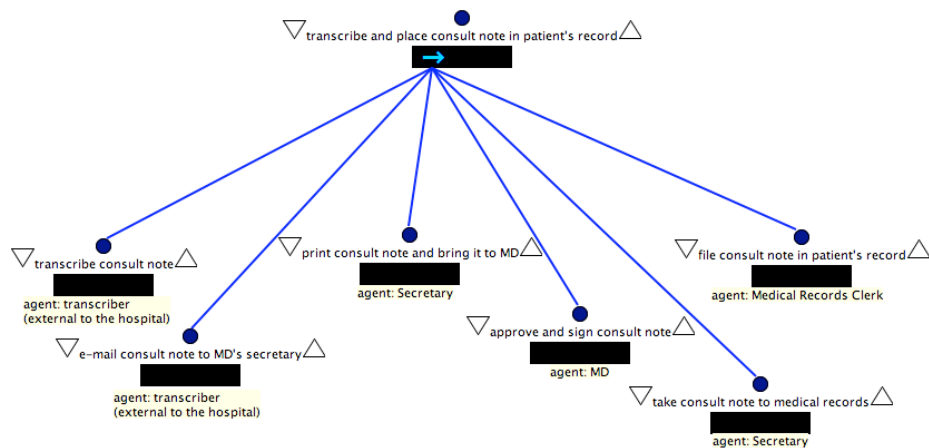 transcribe and place consult note in patient's record
transcribe consult note
agent: transcriber
(external to the hospital)
e-mail consult note to MD's secretary
agent: transcriber
(external to the hospital)
print consult note and bring it to MD
agent: Secretary
approve and sign consult note
agent: MD
take consult note to medical records
agent: Secretary
file consult note in patient's record
agent: Medical Records Clerk